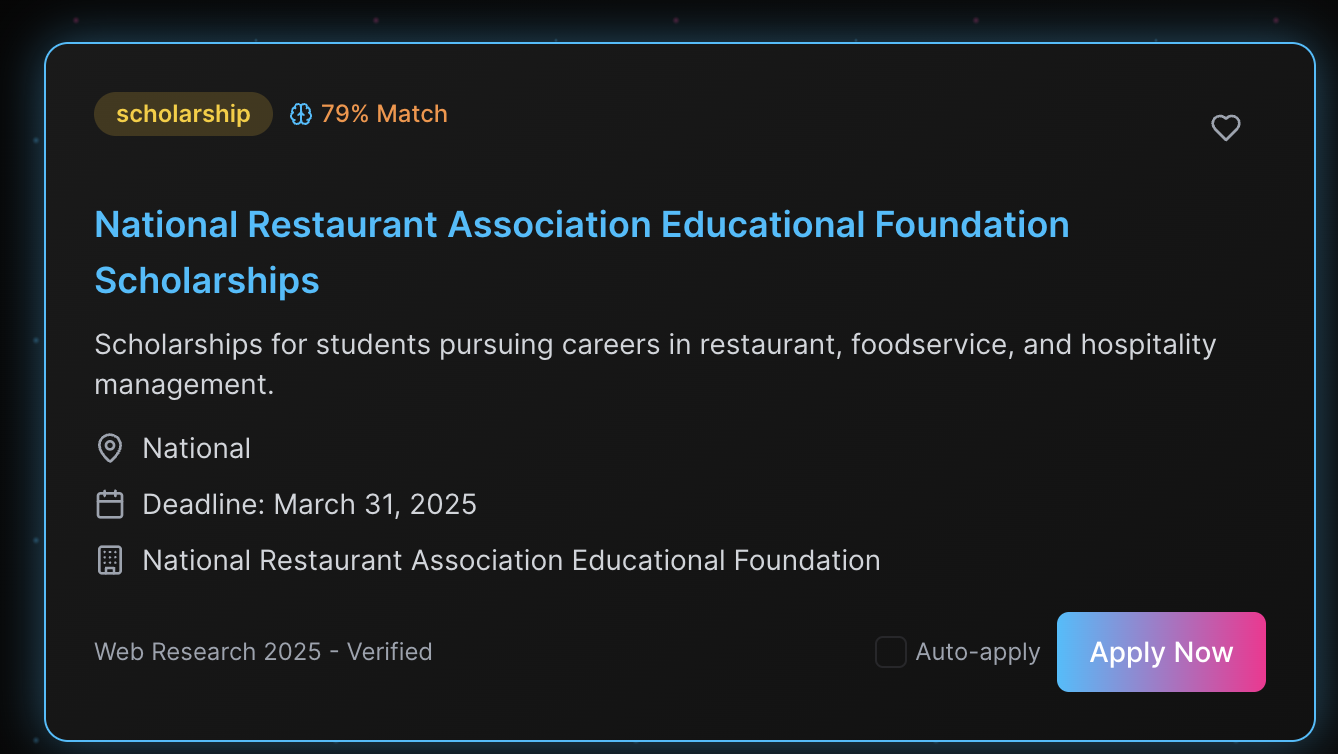 scholarship 79% Match
National Restaurant Association Educational Foundation
Scholarships
Scholarships for students pursuing careers in restaurant, foodservice, and hospitality
management.
National
Deadline: March 31, 2025
National Restaurant Association Educational Foundation
Web Research 2025 - Verified Auto-apply Apply Now